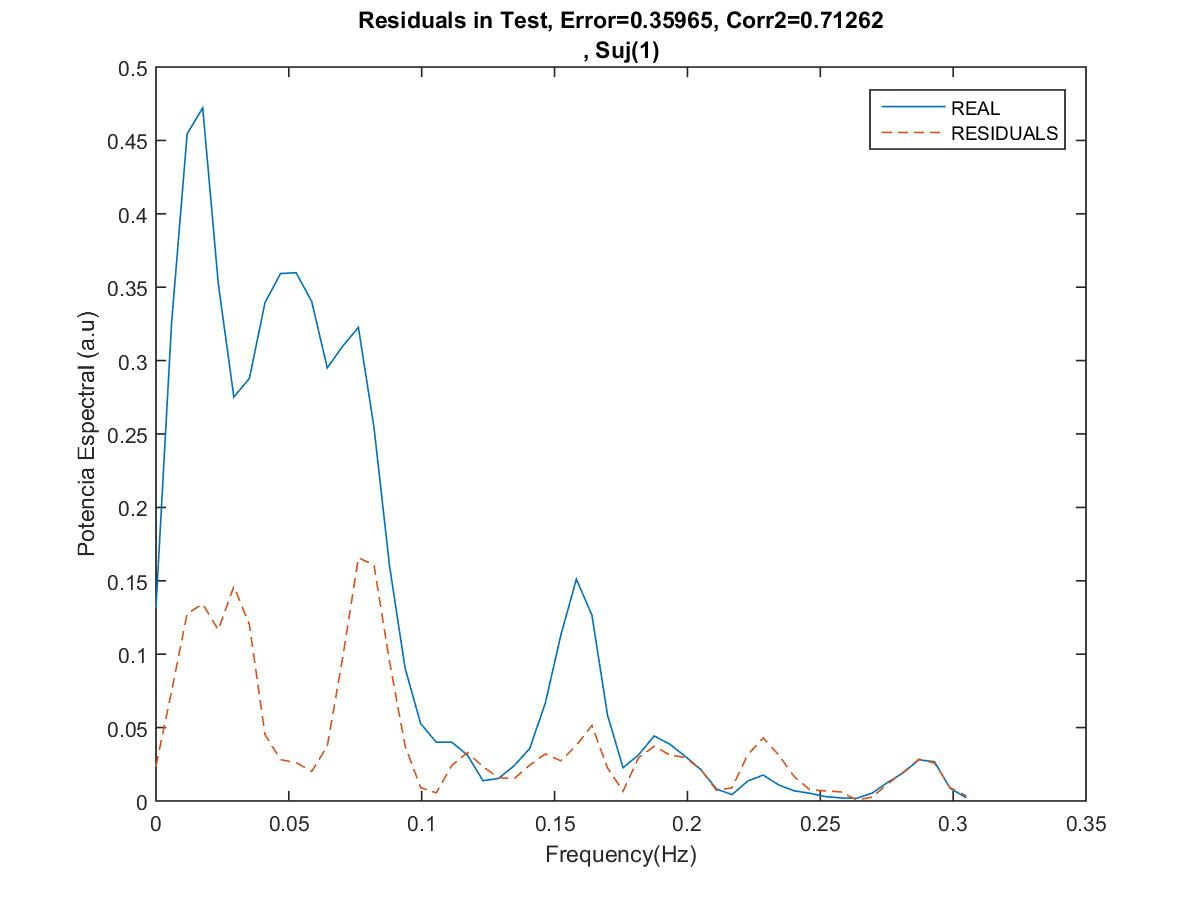 Residuals in Test, Error=0.35965, Corr2=0.71262
, Suj(1)
0.5
0.45
0.4
0.35
0.3
0.25
0.2
0.15
0.1
0.05
0
Potencia Espectral (a.u)
REAL
RESIDUALS
0 0.05 0.1 0.15 0.2 0.25 0.3 0.35
Frequency(Hz)